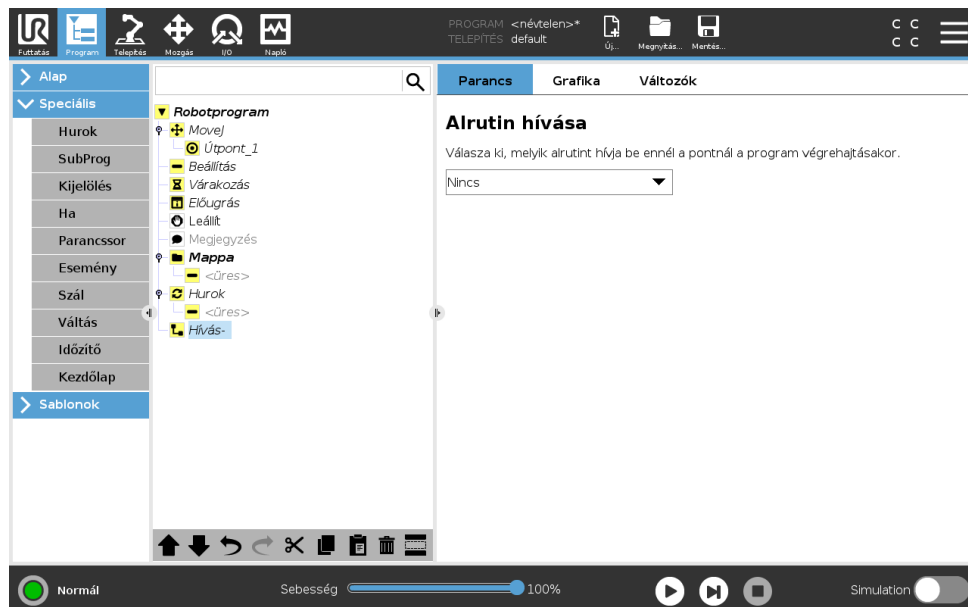 PROGRAM <névtelen>*
TELEPÍTÉS default
Futtatás Program Telepítés Mozgás I/O Napló Új... Megnyitás... Mentés...
C C
C C
Alap
Speciális
Hurok
SubProg
Kijelölés
Ha
Parancssor
Esemény
Szál
Váltás
Időzítő
Kezdőlap
Sablonok
Robotprogram
MoveJ
Útpont_1
Beállítás
Várakozás
Előugrás
Leállít
Megjegyzés
Mappa
<üres>
Hurok
<üres>
Hívás-
Parancs Grafika Változók
Alrutin hívása
Válasza ki, melyik alrutint hívja be ennél a pontnál a program végrehajtásakor.
Nincs
Normál Sebesség 100% Simulation